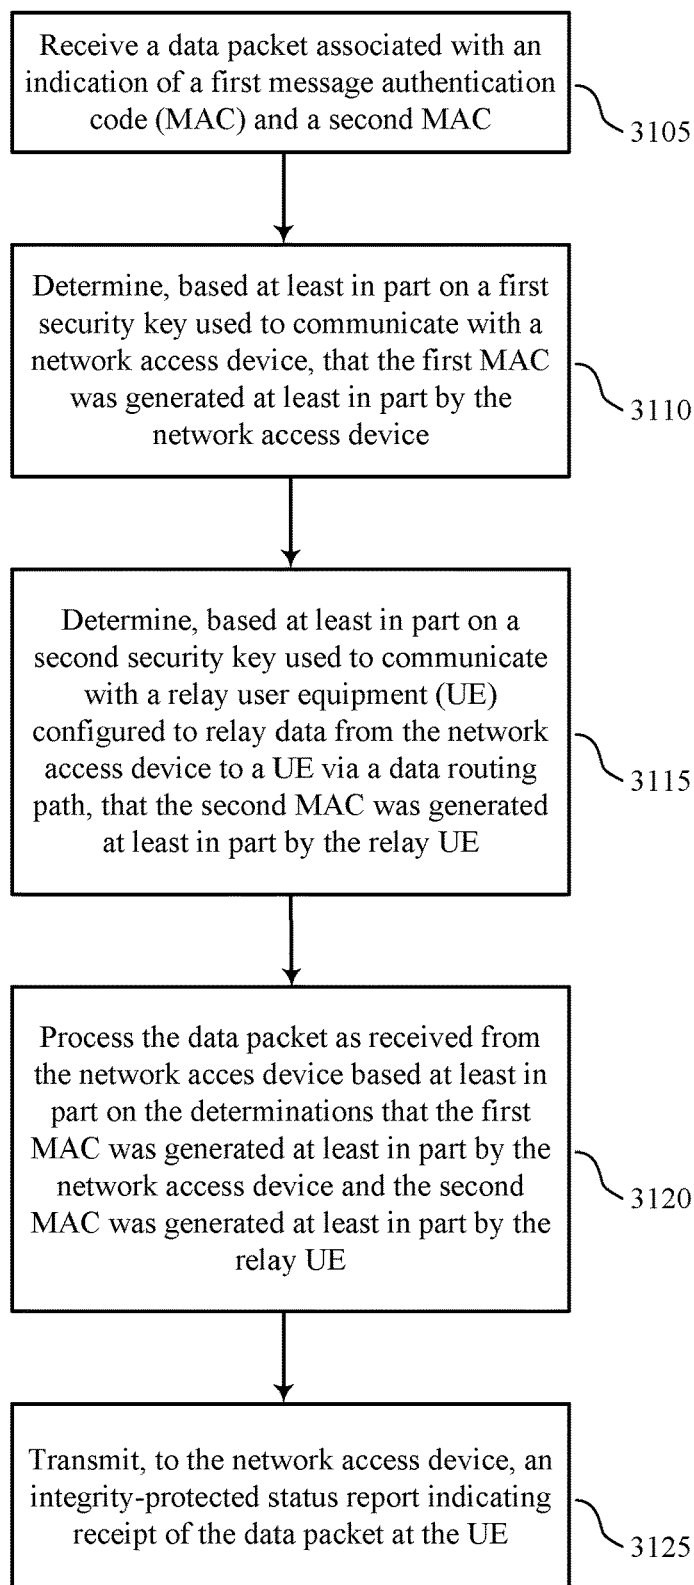 Receive a data packet associated with an
indication of a first message authentication
code (MAC) and a second MAC
3105
Determine, based at least in part on a first
security key used to communicate with a
network access device, that the first MAC
was generated at least in part by the
network access device
3110
Determine, based at least in part on a
second security key used to communicate
with a relay user equipment (UE)
configured to relay data from the network
access device to a UE via a data routing
path, that the second MAC was generated
at least in part by the relay UE
3115
Process the data packet as received from
the network acces device based at least in
part on the determinations that the first
MAC was generated at least in part by the
network access device and the second
MAC was generated at least in part by the
relay UE
3120
Transmit, to the network access device, an
integrity-protected status report indicating
receipt of the data packet at the UE
3125